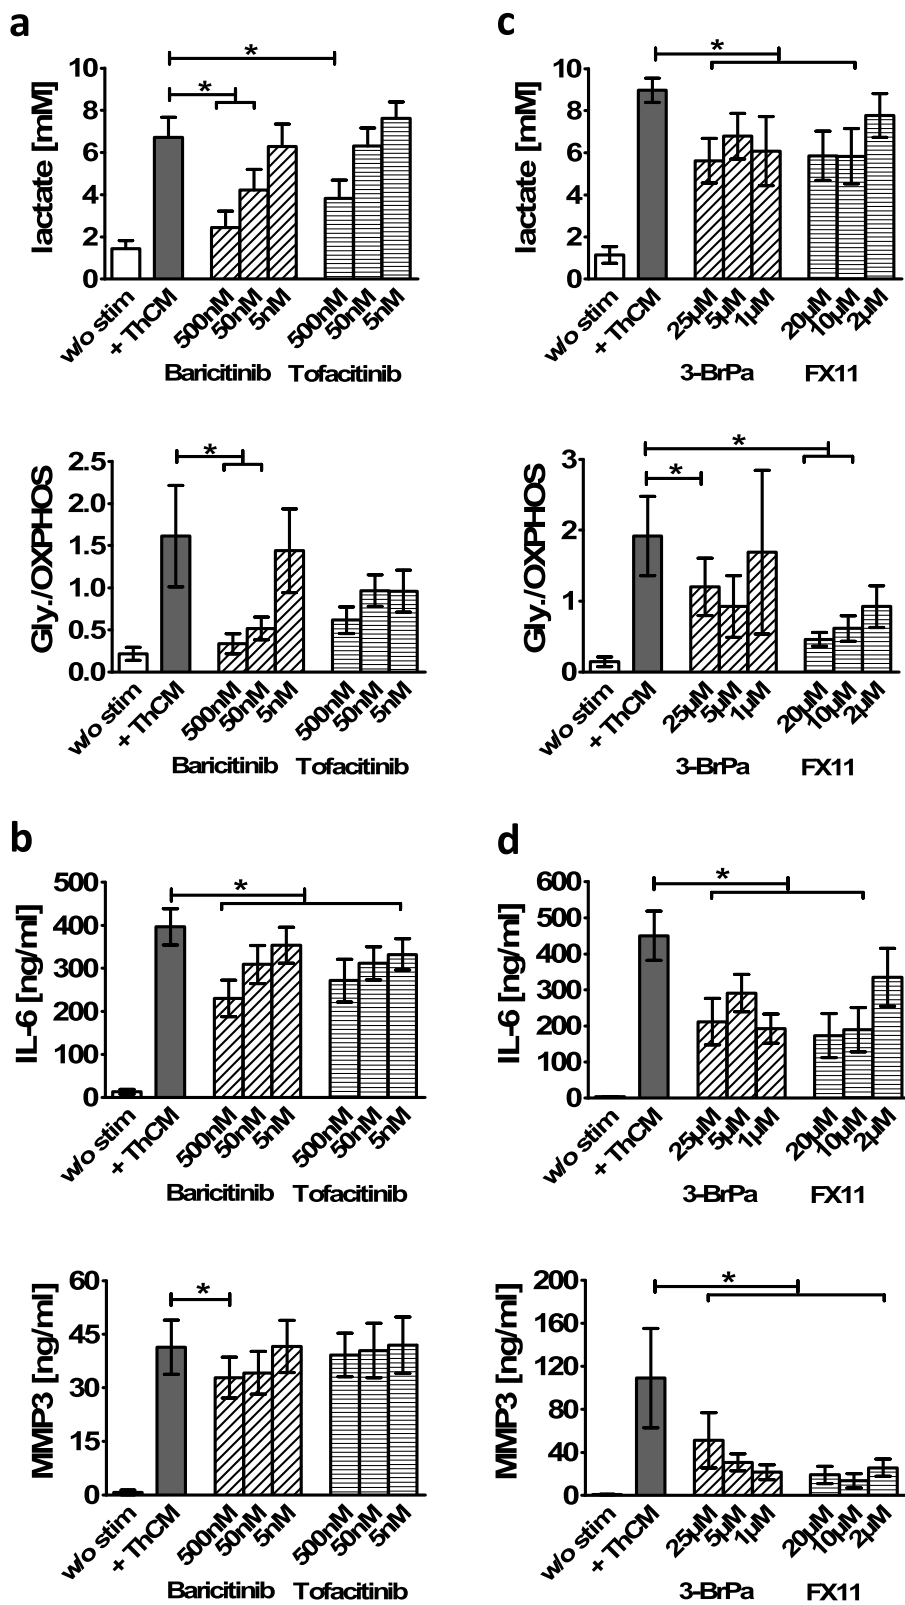 a
*
*
lactate [mM]
10
8
6
4
2
0
w/o stim
+ ThCM
500nM
50nM
5nM
500nM
50nM
5nM
Baricitinib
Tofacitinib
*
Gly./OXPHOS
2.5
2.0
1.5
1.0
0.5
0.0
w/o stim
+ ThCM
500nM
50nM
5nM
500nM
50nM
5nM
Baricitinib
Tofacitinib
b
*
IL-6 [ng/ml]
500
400
300
200
100
0
w/o stim
+ ThCM
500nM
50nM
5nM
500nM
50nM
5nM
Baricitinib
Tofacitinib
*
MMP3 [ng/ml]
60
45
30
15
0
w/o stim
+ ThCM
500nM
50nM
5nM
500nM
50nM
5nM
Baricitinib
Tofacitinib
c
*
lactate [mM]
10
8
6
4
2
0
w/o stim
+ ThCM
25µM
5µM
1µM
20µM
10µM
2µM
3-BrPa
FX11
*
*
Gly./OXPHOS
3
2
1
0
w/o stim
+ ThCM
25µM
5µM
1µM
20µM
10µM
2µM
3-BrPa
FX11
d
*
IL-6 [ng/ml]
600
500
400
300
200
100
0
w/o stim
+ ThCM
25µM
5µM
1µM
20µM
10µM
2µM
3-BrPa
FX11
*
MMP3 [ng/ml]
200
160
120
80
40
0
w/o stim
+ ThCM
25µM
5µM
1µM
20µM
10µM
2µM
3-BrPa
FX11